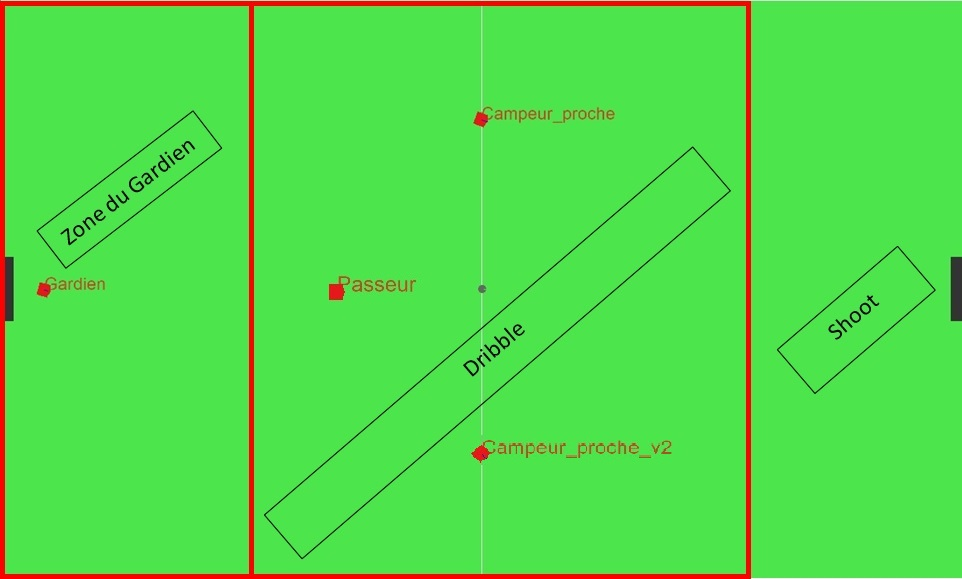 Campeur_proche
Zone du Gardien
Gardien
Passeur
Dribble
Shoot
Campeur_proche_v2